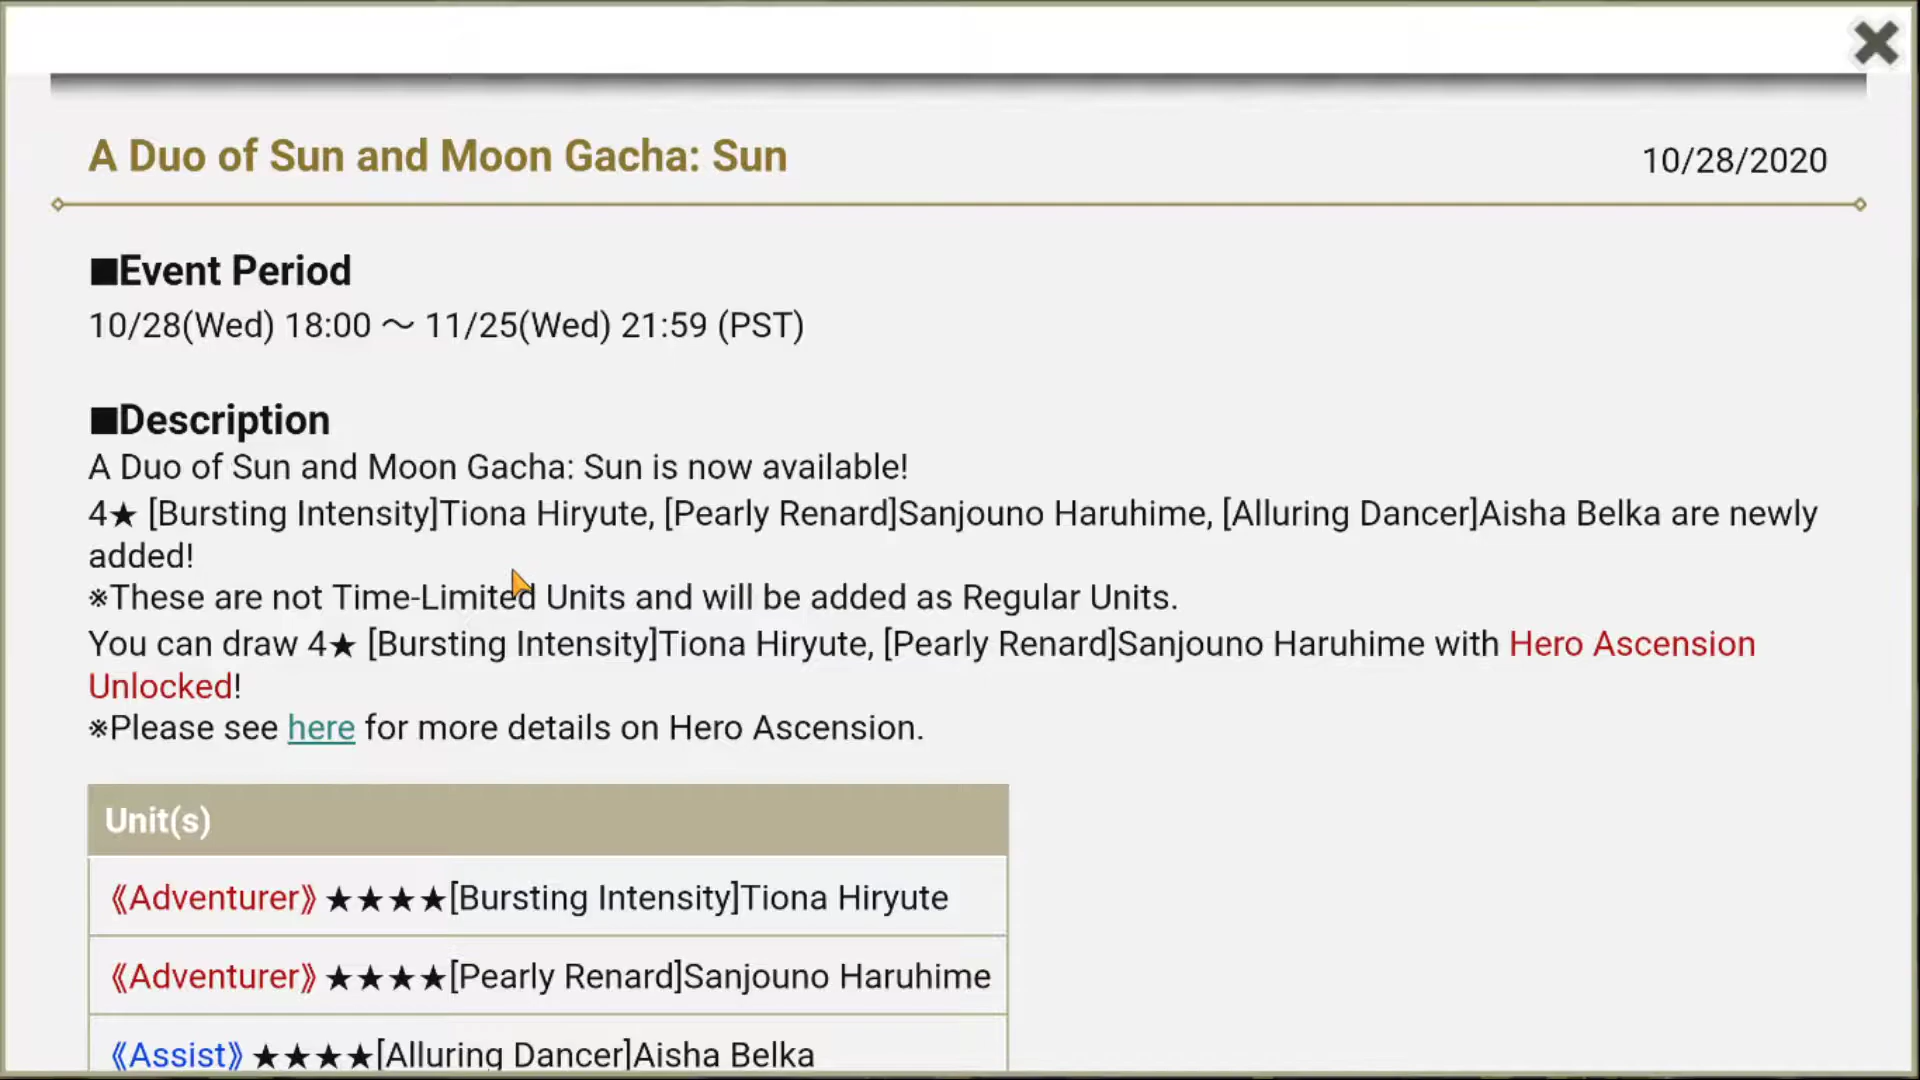 A Duo of Sun and Moon Gacha: Sun
10/28/2020
■Event Period
10/28(Wed) 18:00 ～ 11/25(Wed) 21:59 (PST)
■Description
A Duo of Sun and Moon Gacha: Sun is now available!
4★ [Bursting Intensity]Tiona Hiryute, [Pearly Renard]Sanjouno Haruhime, [Alluring Dancer]Aisha Belka are newly
added!
※These are not Time-Limited Units and will be added as Regular Units.
You can draw 4★ [Bursting Intensity]Tiona Hiryute, [Pearly Renard]Sanjouno Haruhime with Hero Ascension
Unlocked!
※Please see here for more details on Hero Ascension.
Unit(s)
《Adventurer》 ★★★★[Bursting Intensity]Tiona Hiryute
《Adventurer》 ★★★★[Pearly Renard]Sanjouno Haruhime
《Assist》 ★★★★[Alluring Dancer]Aisha Belka